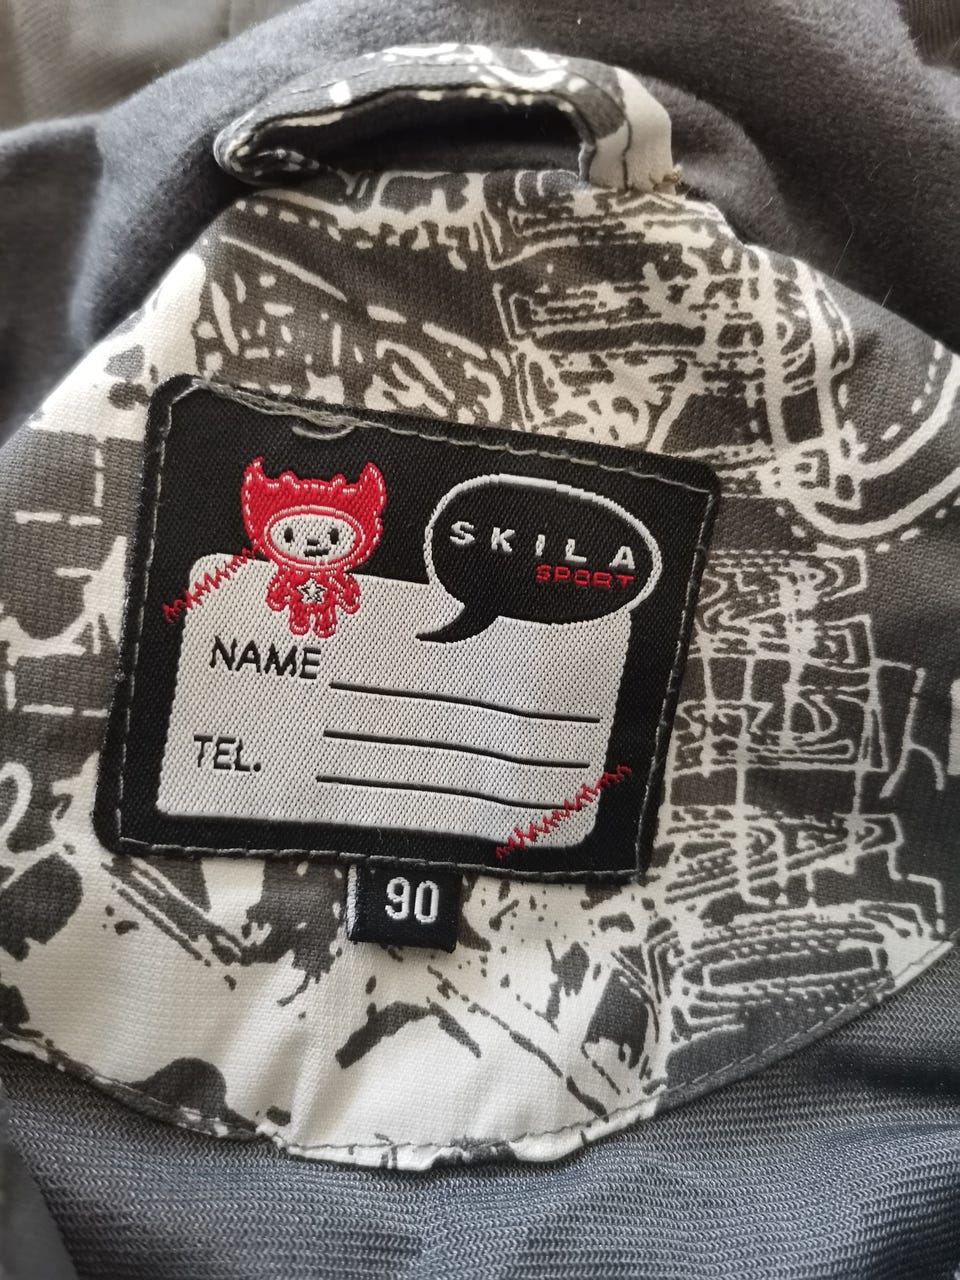 SKILA
SPORT
NAME
TEL.
90